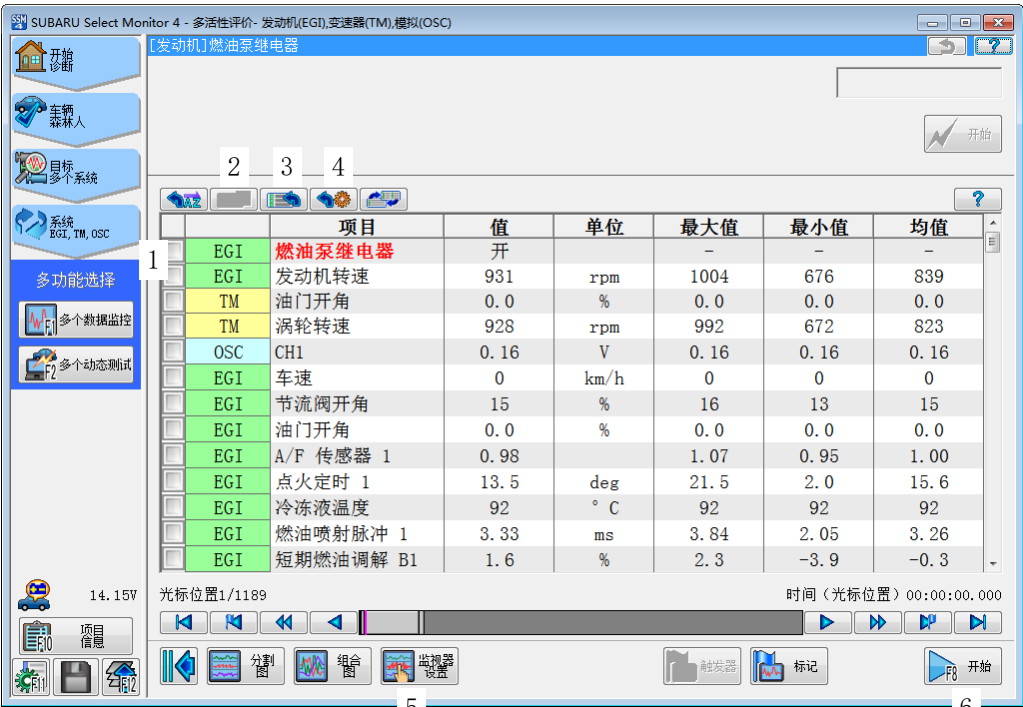 SUBARU Select Monitor 4 - 多活性评价- 发动机(EGI),变速器(TM),模拟(OSC)
[发动机]燃油泵继电器
?
开始
诊断
车辆
森林人
目标
多个系统
系统
EGI, TM, OSC
多功能选择
F1 多个数据监控
F2 多个动态测试
14.15V
F10 项目
信息
F11 F12
开始
2 3 4
AZ ?
1
项目 值 单位 最大值 最小值 均值
EGI 燃油泵继电器 开 - - -
EGI 发动机转速 931 rpm 1004 676 839
TM 油门开角 0.0 % 0.0 0.0 0.0
TM 涡轮转速 928 rpm 992 672 823
OSC CH1 0.16 V 0.16 0.16 0.16
EGI 车速 0 km/h 0 0 0
EGI 节流阀开角 15 % 16 13 15
EGI 油门开角 0.0 % 0.0 0.0 0.0
EGI A/F 传感器 1 0.98 1.07 0.95 1.00
EGI 点火定时 1 13.5 deg 21.5 2.0 15.6
EGI 冷冻液温度 92 °C 92 92 92
EGI 燃油喷射脉冲 1 3.33 ms 3.84 2.05 3.26
EGI 短期燃油调解 B1 1.6 % 2.3 -3.9 -0.3
光标位置1/1189 时间（光标位置）00:00:00.000
分割
图
组合
图
监视器
设置
触发器
标记
F8 开始
5 6